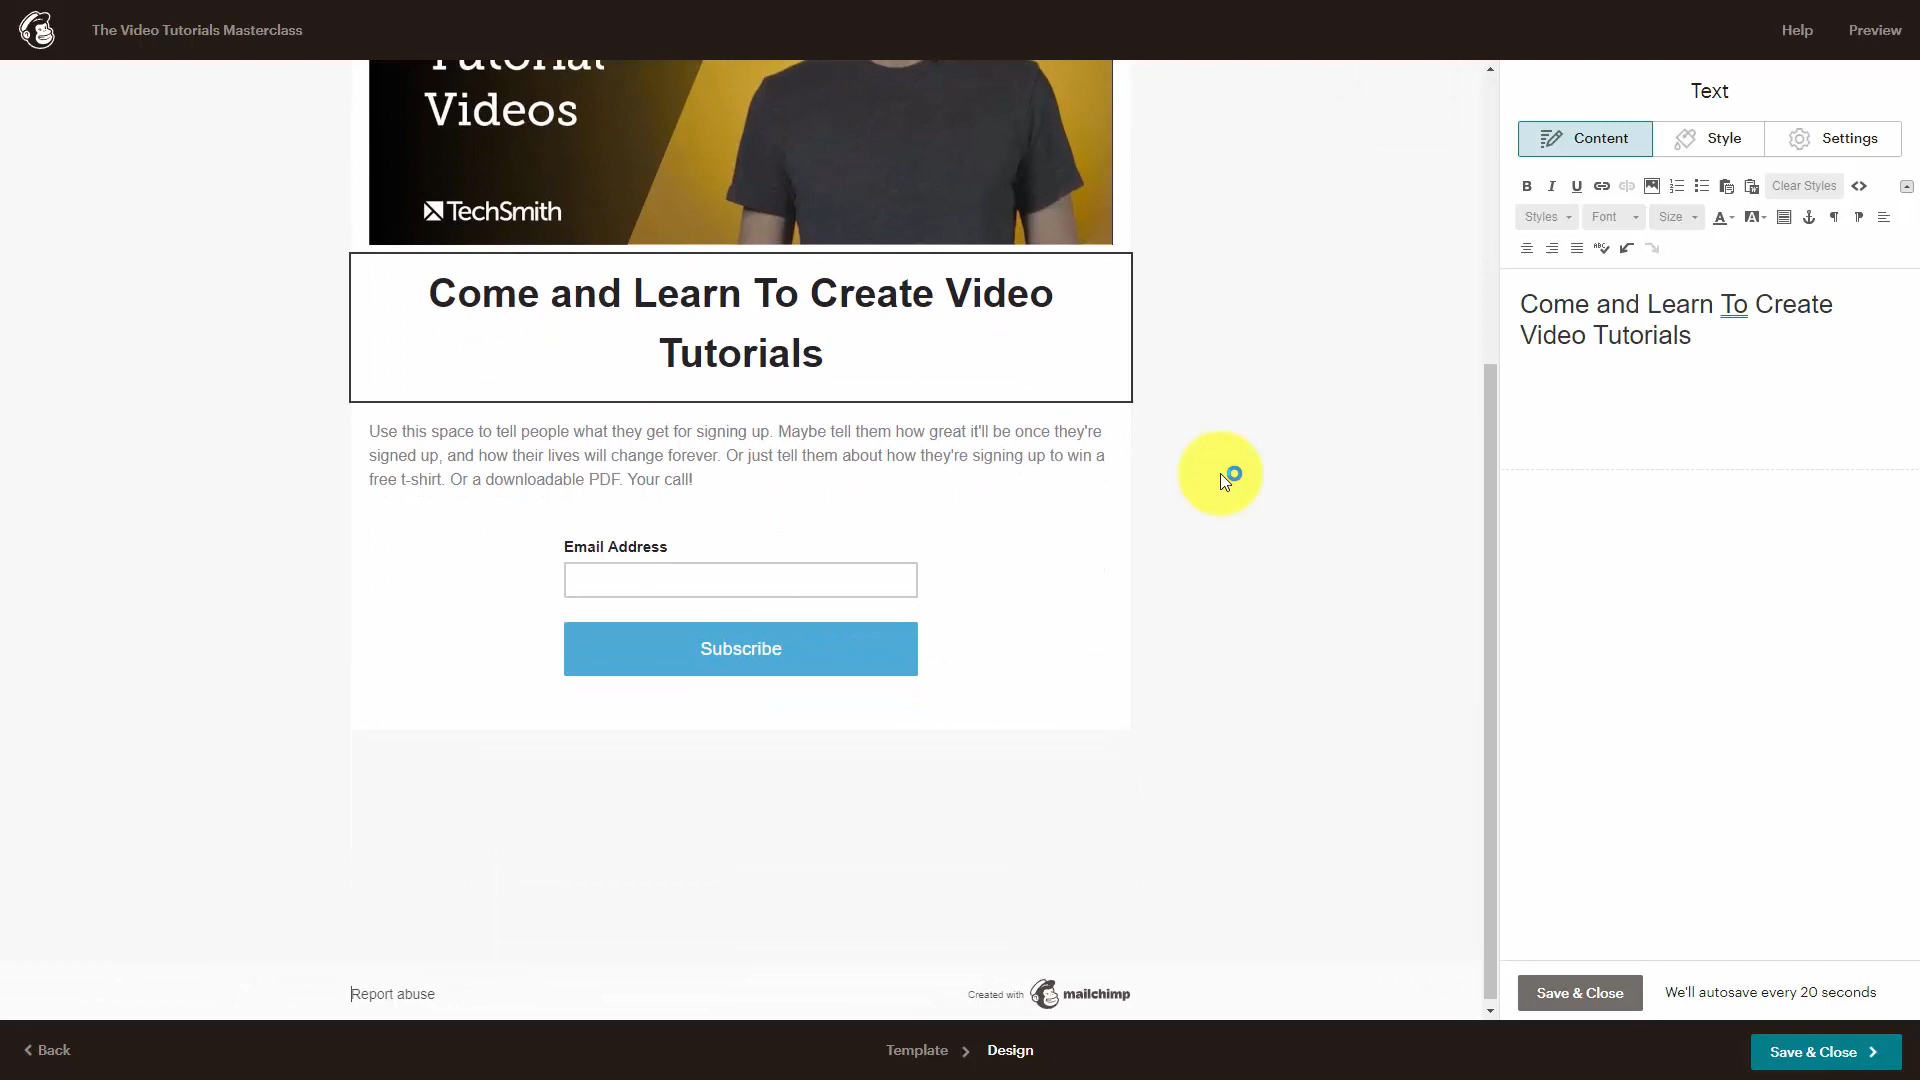 The Video Tutorials Masterclass
Help
Preview
Tutorial
Videos
TechSmith
Come and Learn To Create Video
Tutorials
Use this space to tell people what they get for signing up. Maybe tell them how great it'll be once they're
signed up, and how their lives will change forever. Or just tell them about how they're signing up to win a
free t-shirt. Or a downloadable PDF. Your call!
Email Address
Subscribe
Report abuse
Created with mailchimp
Text
Content
Style
Settings
B I U Clear Styles <>
Styles Font Size A A
ABC
Come and Learn To Create
Video Tutorials
Save & Close
We'll autosave every 20 seconds
Back
Template
Design
Save & Close